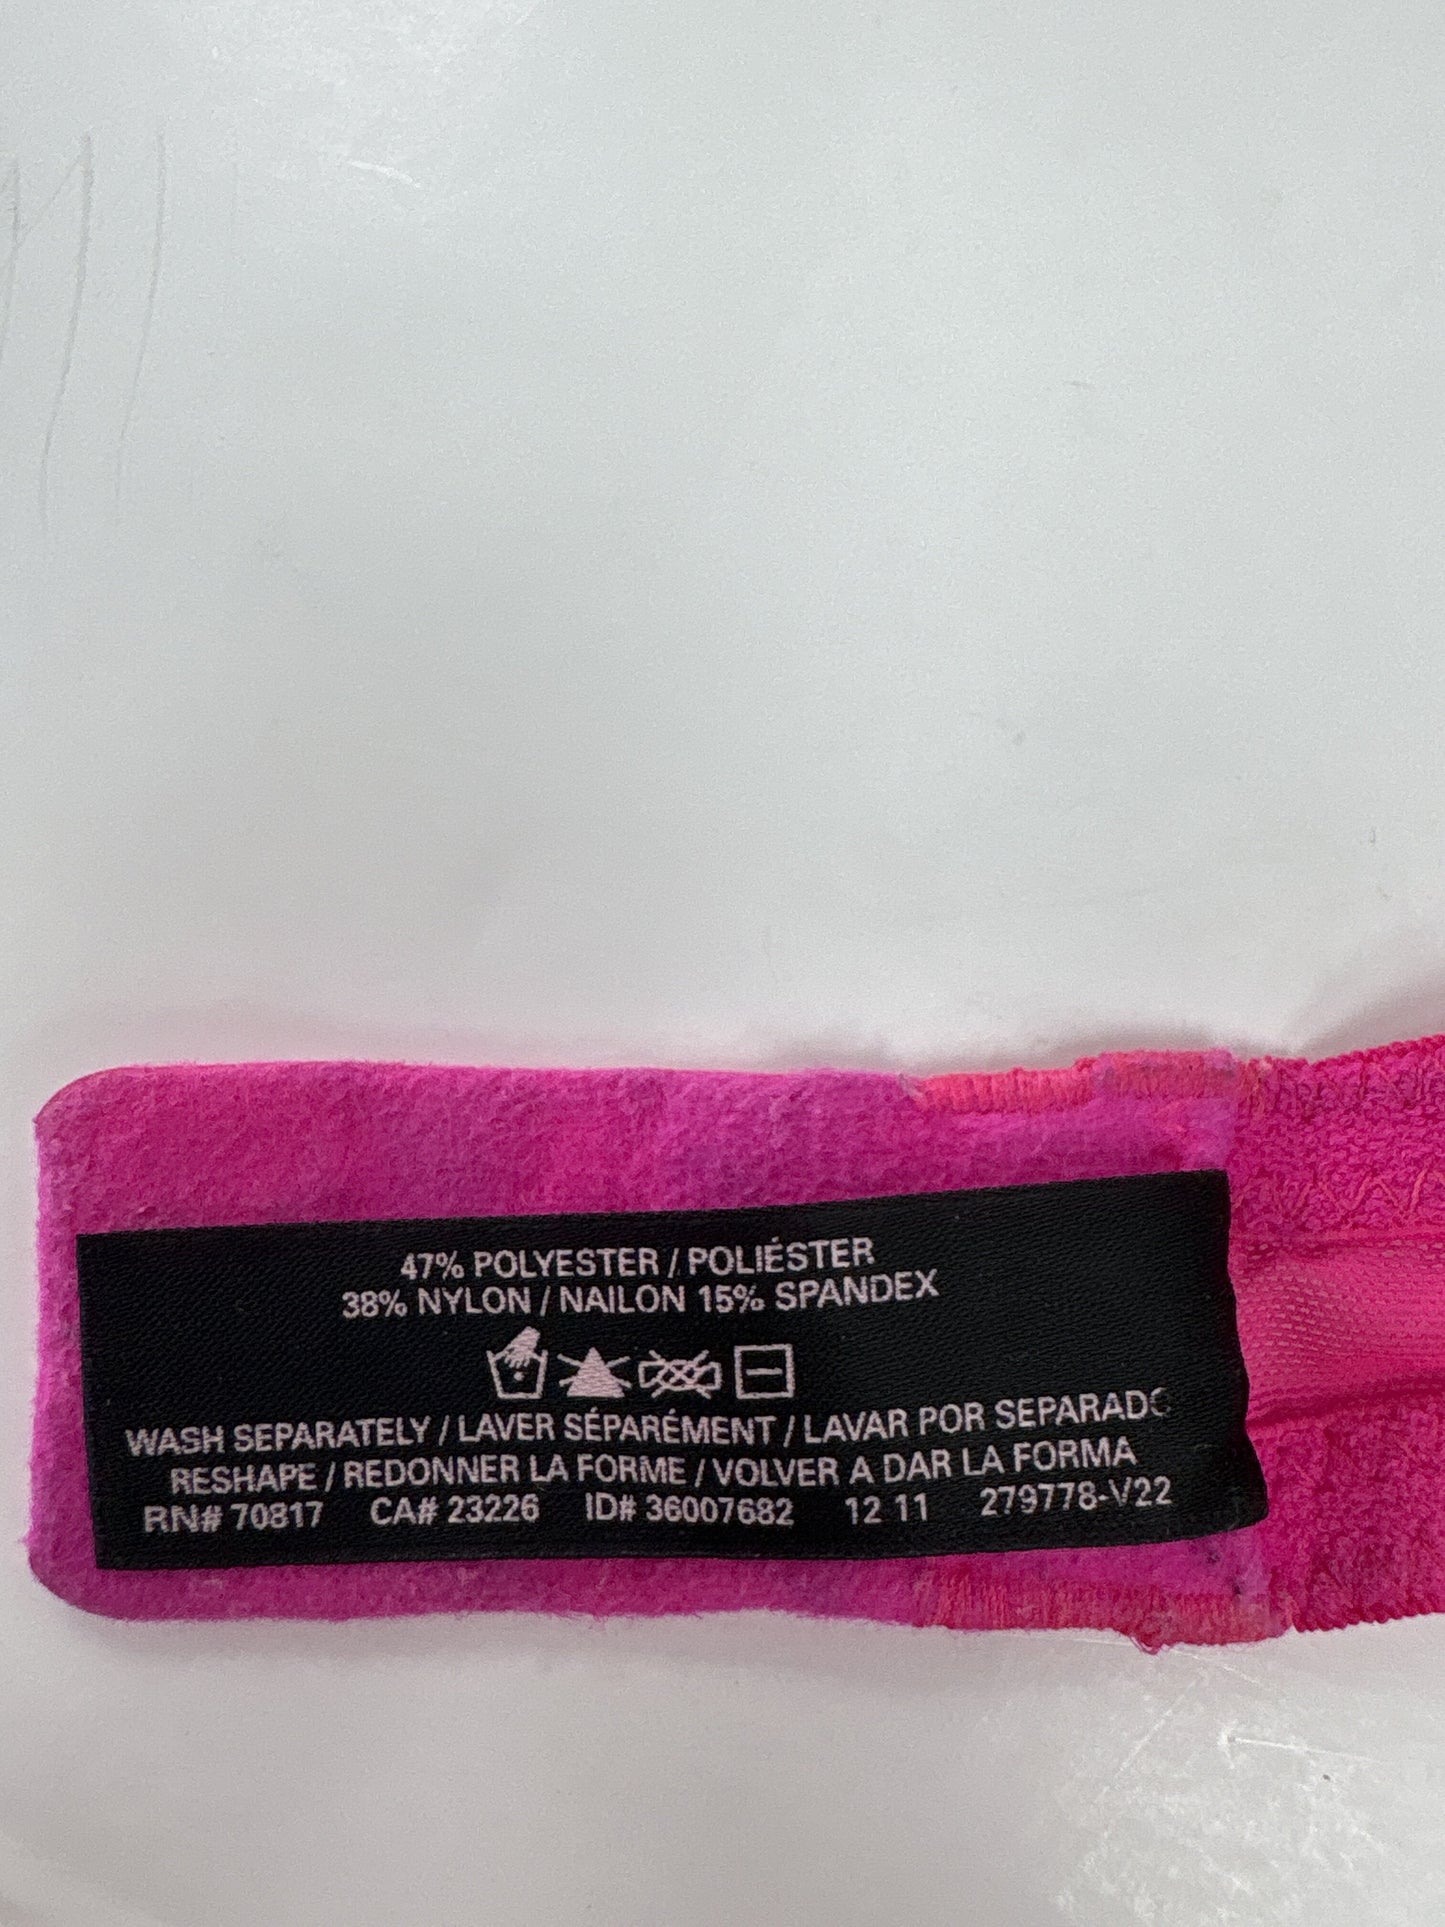 47% POLYESTER / POLIÉSTER
38% NYLON / NAILON 15% SPANDEX
WASH SEPARATELY / LAVER SÉPARÉMENT / LAVAR POR SEPARADO
RESHAPE / REDONNER LA FORME / VOLVER A DAR LA FORMA
RN# 70817 CA# 23226 ID# 36007682 12 11 279778-V22